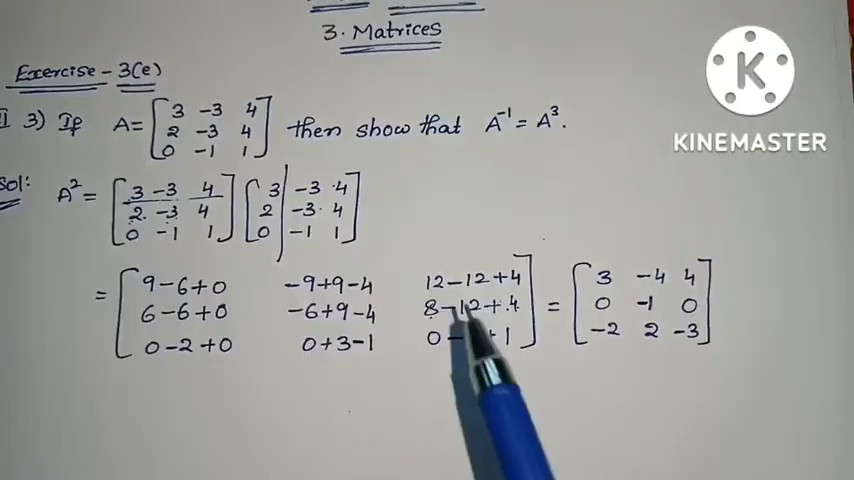 3. Matrices
Exercise - 3(e)
II 3) If A = [3 -3 4; 2 -3 4; 0 -1 1] then show that A⁻¹ = A³.
Sol: A² = [3 -3 4; 2 -3 4; 0 -1 1] [3 -3 4; 2 -3 4; 0 -1 1]
= [9-6+0 -9+9-4 12-12+4; 6-6+0 -6+9-4 8-12+4; 0-2+0 0+3-1 0- +1] = [3 -4 4; 0 -1 0; -2 2 -3]
K
KINEMASTER